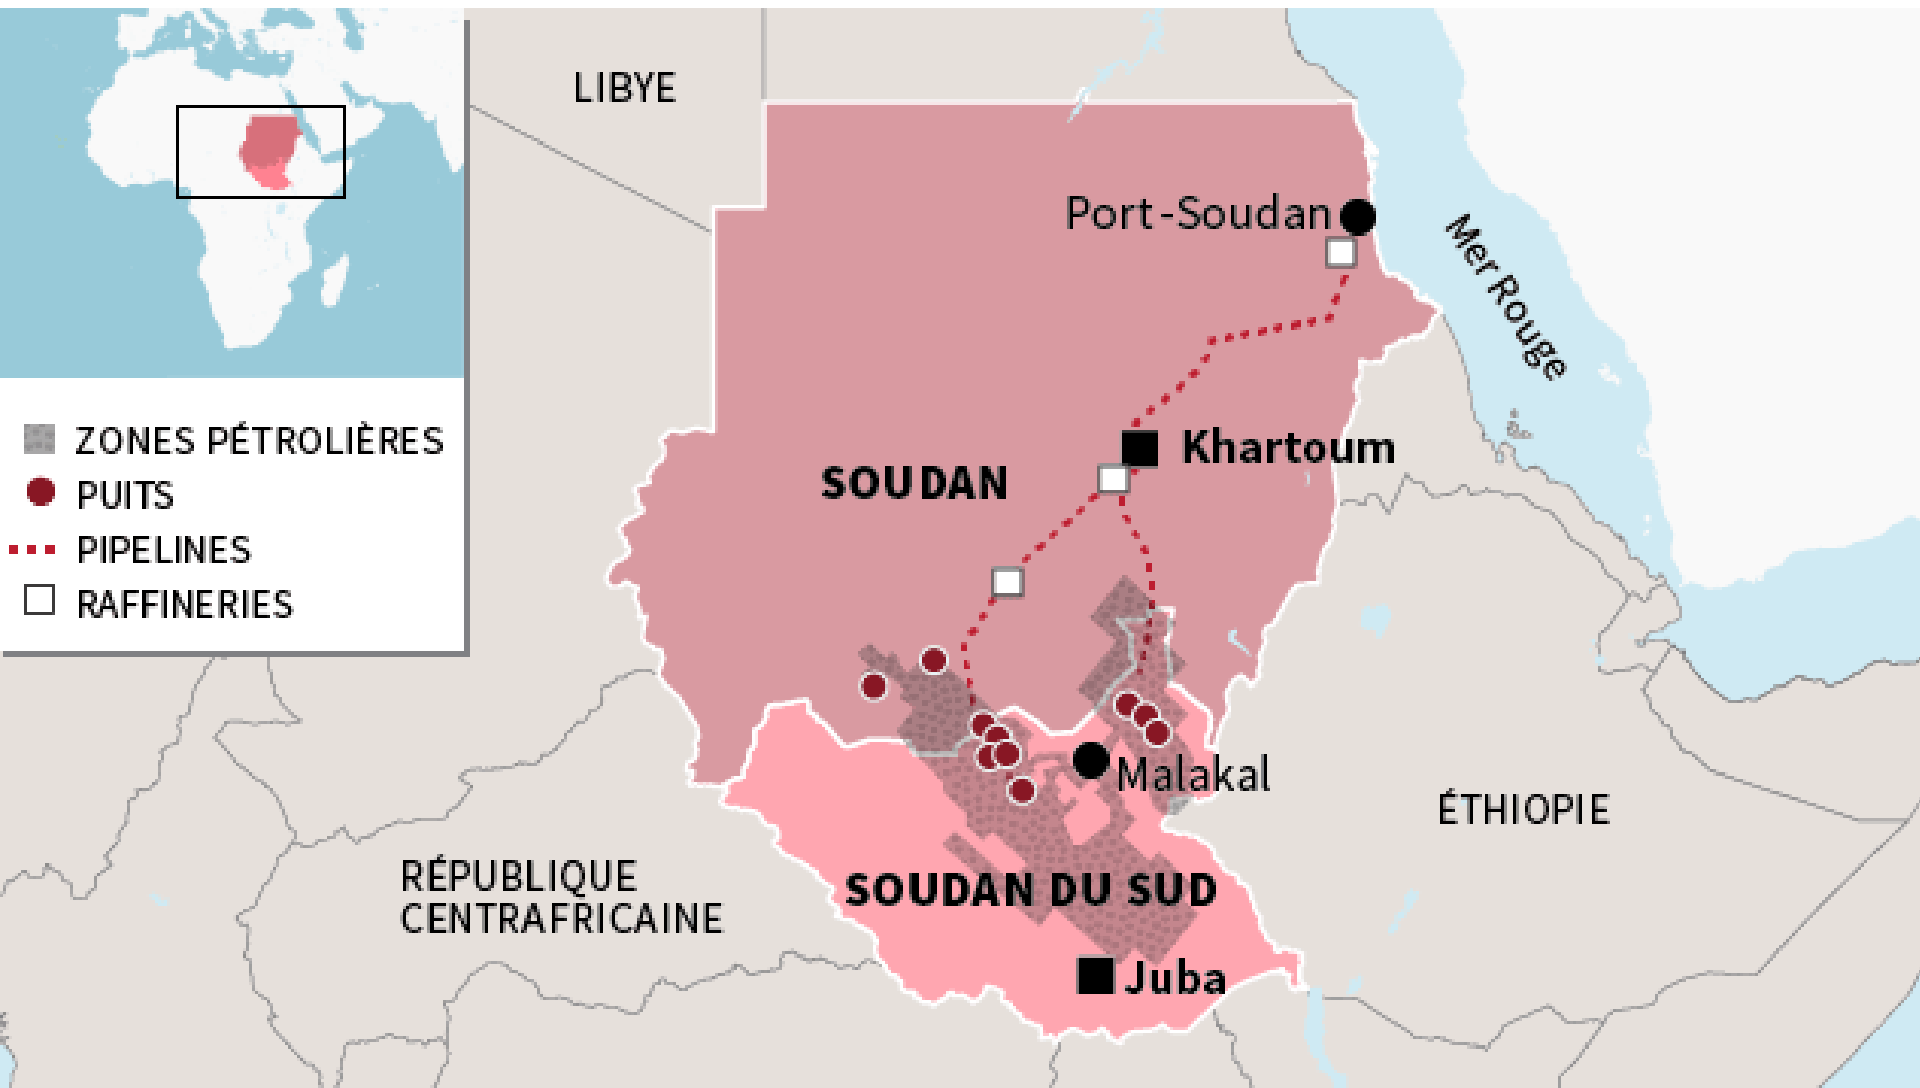 LIBYE
Port-Soudan
Mer Rouge
ZONES PÉTROLIÈRES
PUITS
PIPELINES
RAFFINERIES
Khartoum
SOUDAN
Malakal
ÉTHIOPIE
RÉPUBLIQUE
CENTRAFRICAINE
SOUDAN DU SUD
Juba